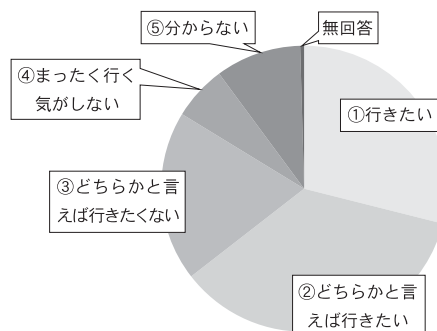 ⑤分からない
無回答
④まったく行く
気がしない
①行きたい
③どちらかと言
えば行きたくない
②どちらかと言
えば行きたい